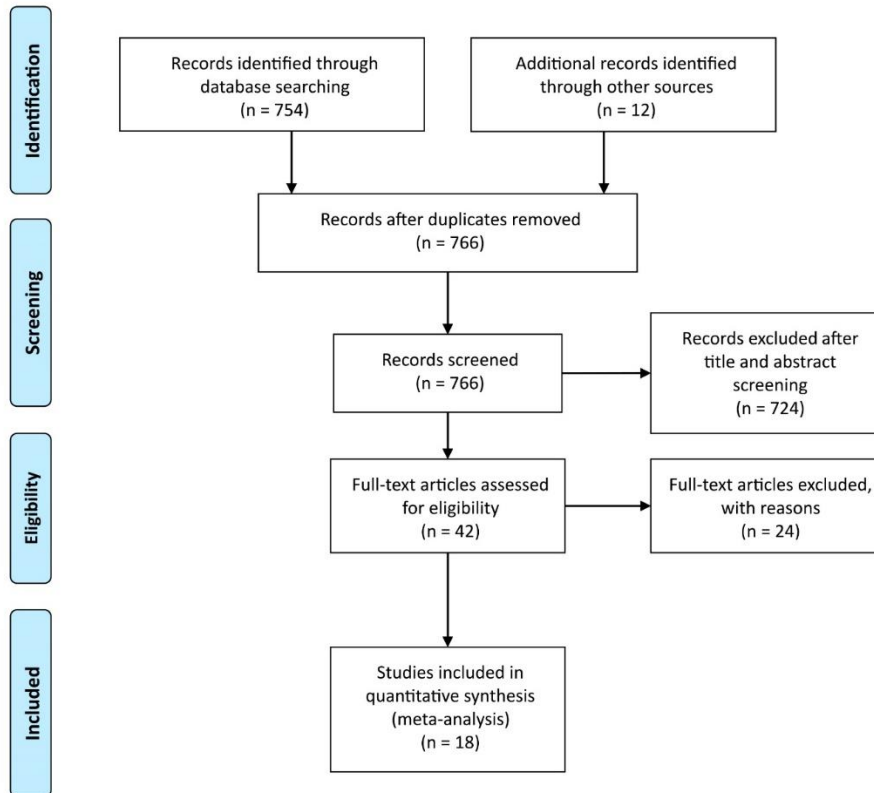 Identification
Records identified through
database searching
(n = 754)
Additional records identified
through other sources
(n = 12)
Screening
Records after duplicates removed
(n = 766)
Records screened
(n = 766)
Records excluded after
title and abstract
screening
(n = 724)
Eligibility
Full-text articles assessed
for eligibility
(n = 42)
Full-text articles excluded,
with reasons
(n = 24)
Included
Studies included in
quantitative synthesis
(meta-analysis)
(n = 18)